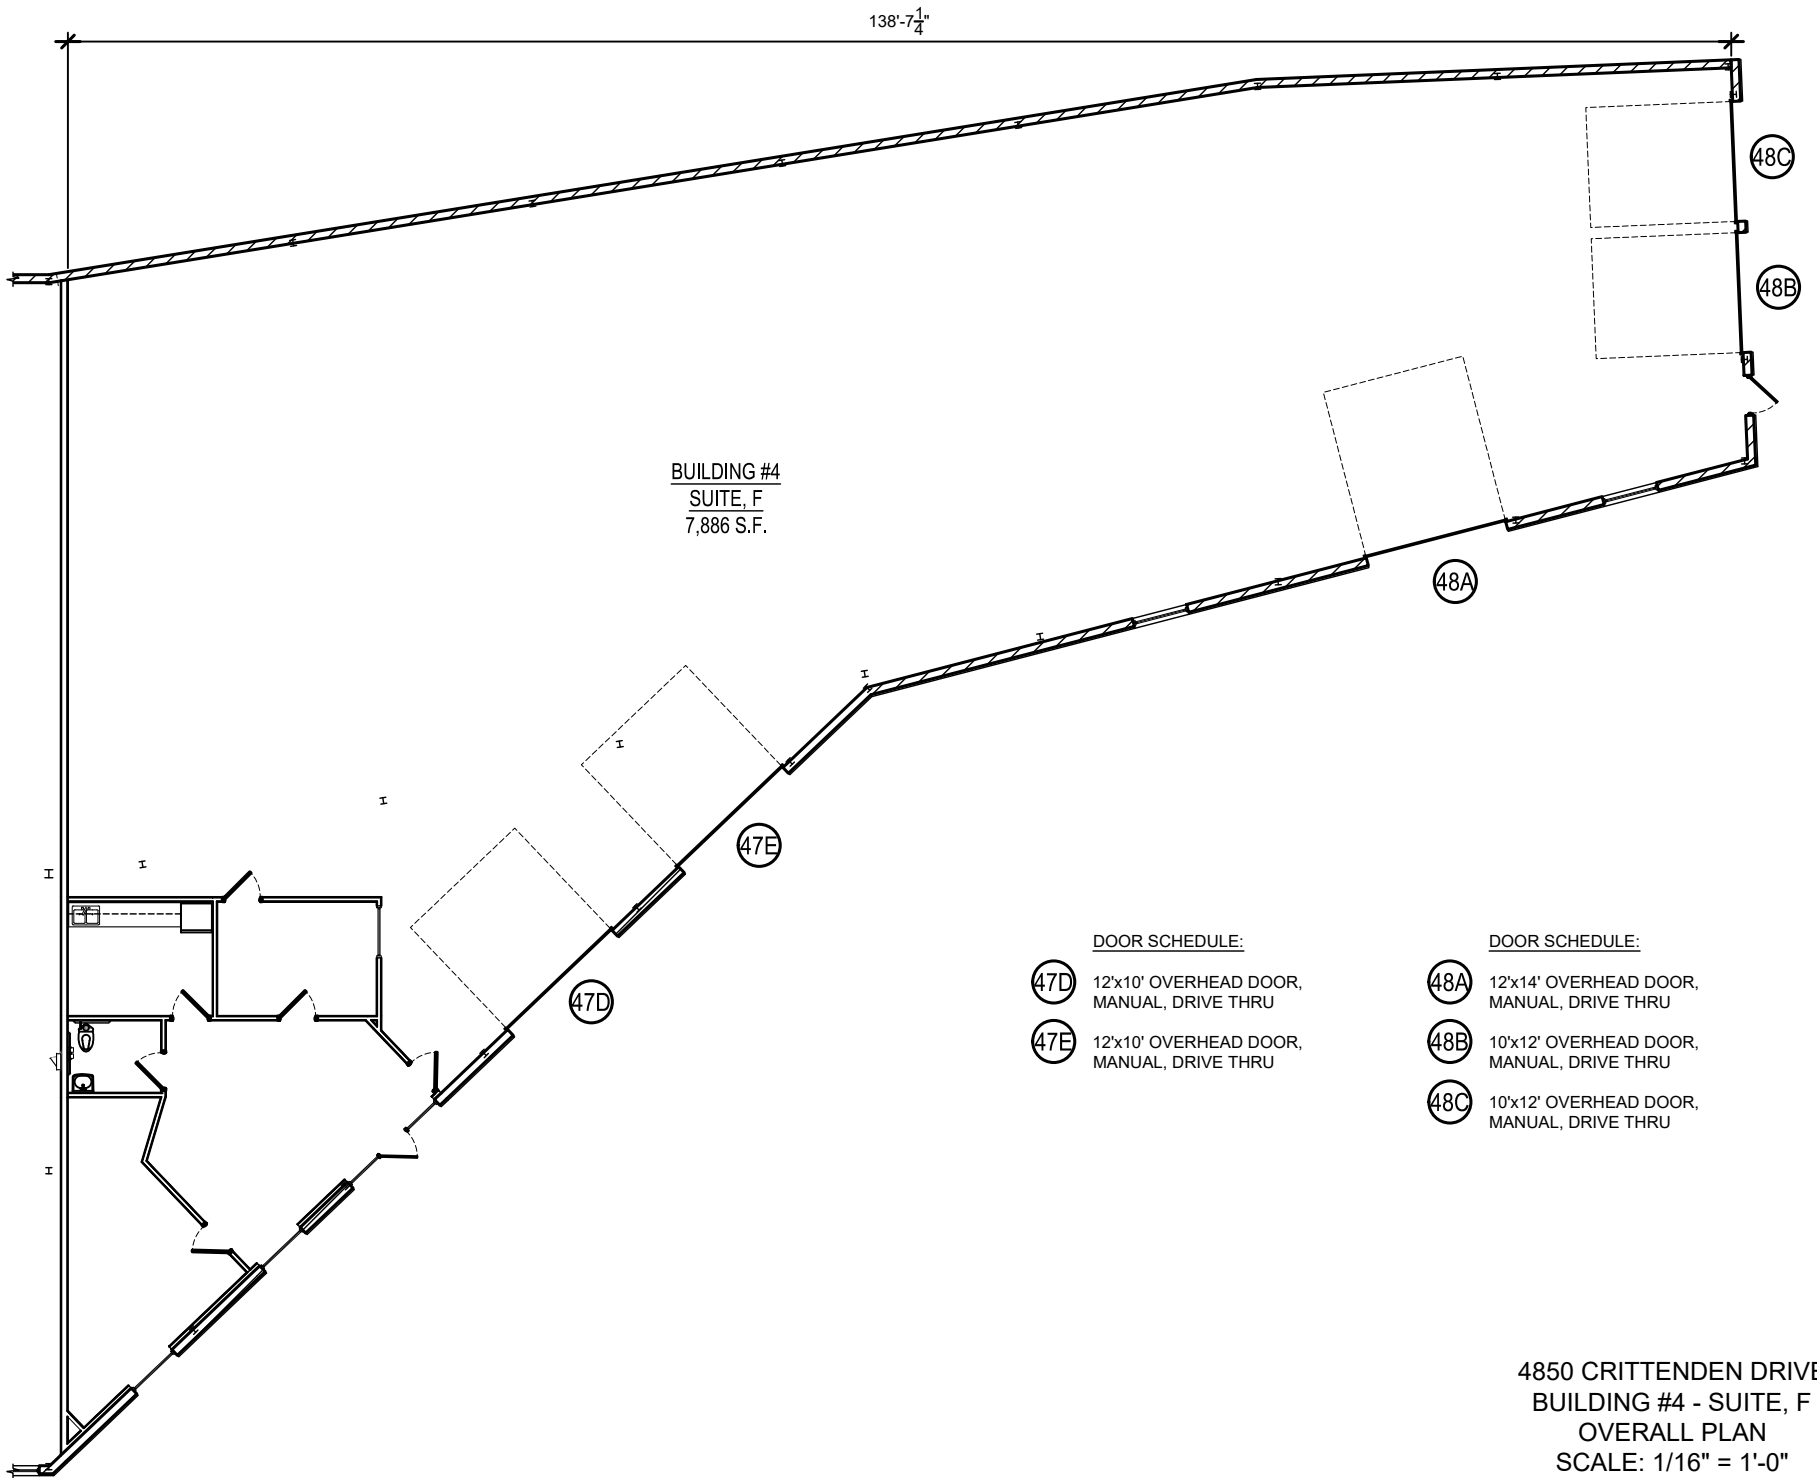 138'-7 1/4"
48C
48B
BUILDING #4
SUITE, F
7,886 S.F.
48A
47E
47D
DOOR SCHEDULE:
47D 12'x10' OVERHEAD DOOR,
MANUAL, DRIVE THRU
47E 12'x10' OVERHEAD DOOR,
MANUAL, DRIVE THRU
DOOR SCHEDULE:
48A 12'x14' OVERHEAD DOOR,
MANUAL, DRIVE THRU
48B 10'x12' OVERHEAD DOOR,
MANUAL, DRIVE THRU
48C 10'x12' OVERHEAD DOOR,
MANUAL, DRIVE THRU
4850 CRITTENDEN DRIVE
BUILDING #4 - SUITE, F
OVERALL PLAN
SCALE: 1/16" = 1'-0"